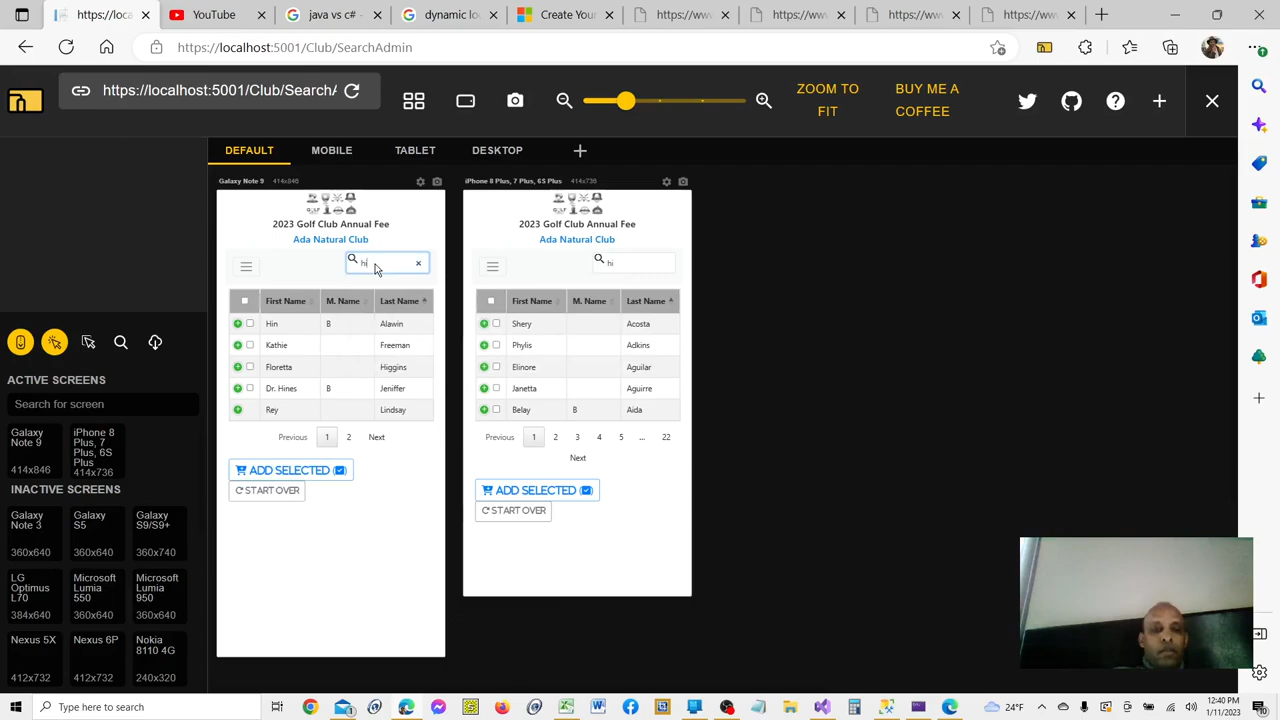 YouTube
java vs c# -
dynamic lo
Create You
https://ww
https://ww
https://ww
https://ww
https://localhost:5001/Club/SearchAdmin
https://localhost:5001/Club/SearchA
ZOOM TO
FIT
BUY ME A
COFFEE
DEFAULT
MOBILE
TABLET
DESKTOP
Galaxy Note 9 414x846
iPhone 8 Plus, 7 Plus, 6S Plus 414x736
2023 Golf Club Annual Fee
Ada Natural Club
hi
First Name M. Name Last Name
Hin B Alawin
Kathie Freeman
Floretta Higgins
Dr. Hines B Jeniffer
Rey Lindsay
Previous 1 2 Next
ADD SELECTED ( )
START OVER
2023 Golf Club Annual Fee
Ada Natural Club
hi
First Name M. Name Last Name
Shery Acosta
Phylis Adkins
Elinore Aguilar
Janetta Aguirre
Belay B Aida
Previous 1 2 3 4 5 ... 22
Next
ADD SELECTED ( )
START OVER
ACTIVE SCREENS
Search for screen
Galaxy
Note 9
414x846
iPhone 8
Plus, 7
Plus, 6S
Plus
414x736
INACTIVE SCREENS
Galaxy
Note 3
360x640
Galaxy
S5
360x640
Galaxy
S9/S9+
360x740
LG
Optimus
L70
384x640
Microsoft
Lumia
550
360x640
Microsoft
Lumia
950
360x640
Nexus 5X
412x732
Nexus 6P
412x732
Nokia
8110 4G
240x320
Type here to search
24°F
12:40 PM
1/11/2023